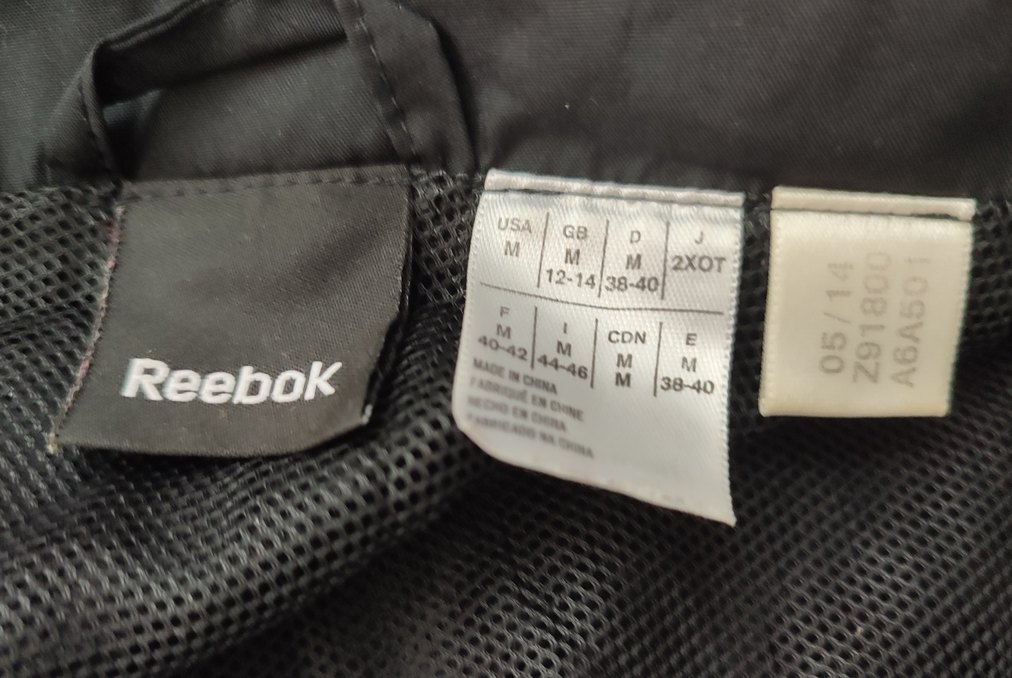 Reebok
USA GB D J
M M M 2XOT
12-14 38-40
F I CDN E
M M M M
40-42 44-46 M 38-40
MADE IN CHINA
FABRIQUÉ EN CHINE
HECHO EN CHINA
FABRICADO NA CHINA
05/14
Z91800
A6A501